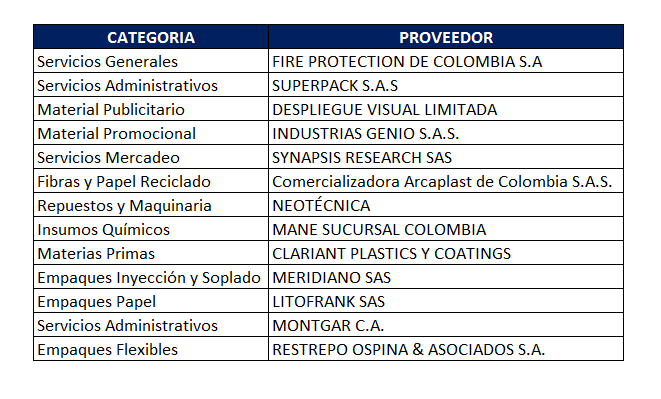 CATEGORIA PROVEEDOR
Servicios Generales FIRE PROTECTION DE COLOMBIA S.A
Servicios Administrativos SUPERPACK S.A.S
Material Publicitario DESPLIEGUE VISUAL LIMITADA
Material Promocional INDUSTRIAS GENIO S.A.S.
Servicios Mercadeo SYNAPSIS RESEARCH SAS
Fibras y Papel Reciclado Comercializadora Arcaplast de Colombia S.A.S.
Repuestos y Maquinaria NEOTÉCNICA
Insumos Químicos MANE SUCURSAL COLOMBIA
Materias Primas CLARIANT PLASTICS Y COATINGS
Empaques Inyección y Soplado MERIDIANO SAS
Empaques Papel LITOFRANK SAS
Servicios Administrativos MONTGAR C.A.
Empaques Flexibles RESTREPO OSPINA & ASOCIADOS S.A.